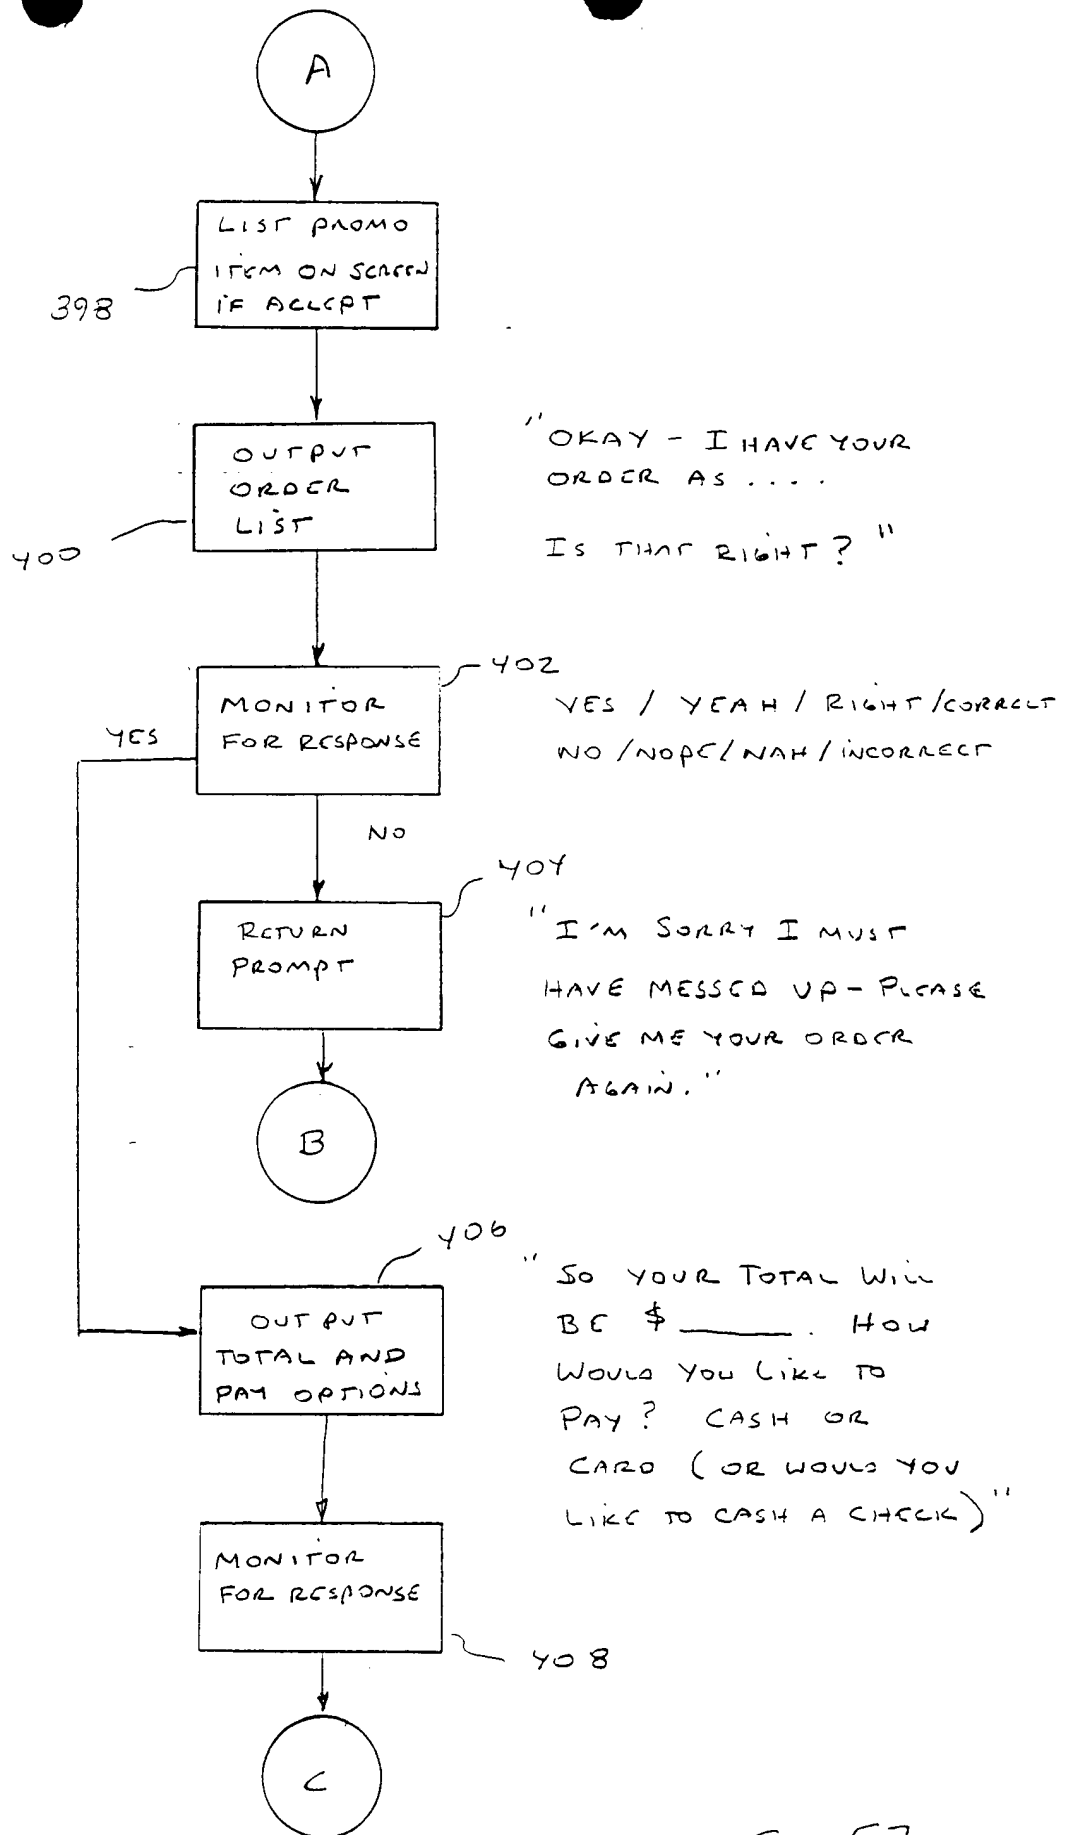 A
LIST PROMO
ITEM ON SCREEN
IF ACCEPT
398
OUTPUT
ORDER
LIST
400
"OKAY - I HAVE YOUR
ORDER AS ....
IS THAT RIGHT? "
402
MONITOR
FOR RESPONSE
YES / YEAH / RIGHT / CORRECT
NO / NOPE / NAH / INCORRECT
YES
NO
404
RETURN
PROMPT
"I'M SORRY I MUST
HAVE MESSED UP - PLEASE
GIVE ME YOUR ORDER
AGAIN."
B
406
OUTPUT
TOTAL AND
PAY OPTIONS
"SO YOUR TOTAL WILL
BE $ ______. HOW
WOULD YOU LIKE TO
PAY? CASH OR
CARD (OR WOULD YOU
LIKE TO CASH A CHECK)"
MONITOR
FOR RESPONSE
408
C